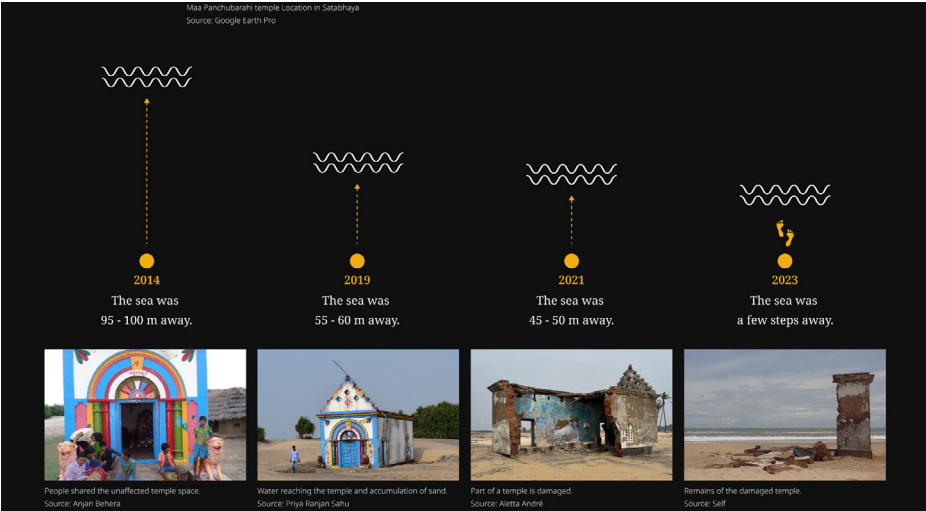 Maa Panchubarahi temple Location in Satabhaya
Source: Google Earth Pro
2014
The sea was
95 - 100 m away.
2019
The sea was
55 - 60 m away.
2021
The sea was
45 - 50 m away.
2023
The sea was
a few steps away.
People shared the unaffected temple space.
Source: Anjan Behera
Water reaching the temple and accumulation of sand.
Source: Priya Ranjan Sahu
Part of a temple is damaged.
Source: Aletta André
Remains of the damaged temple.
Source: Self